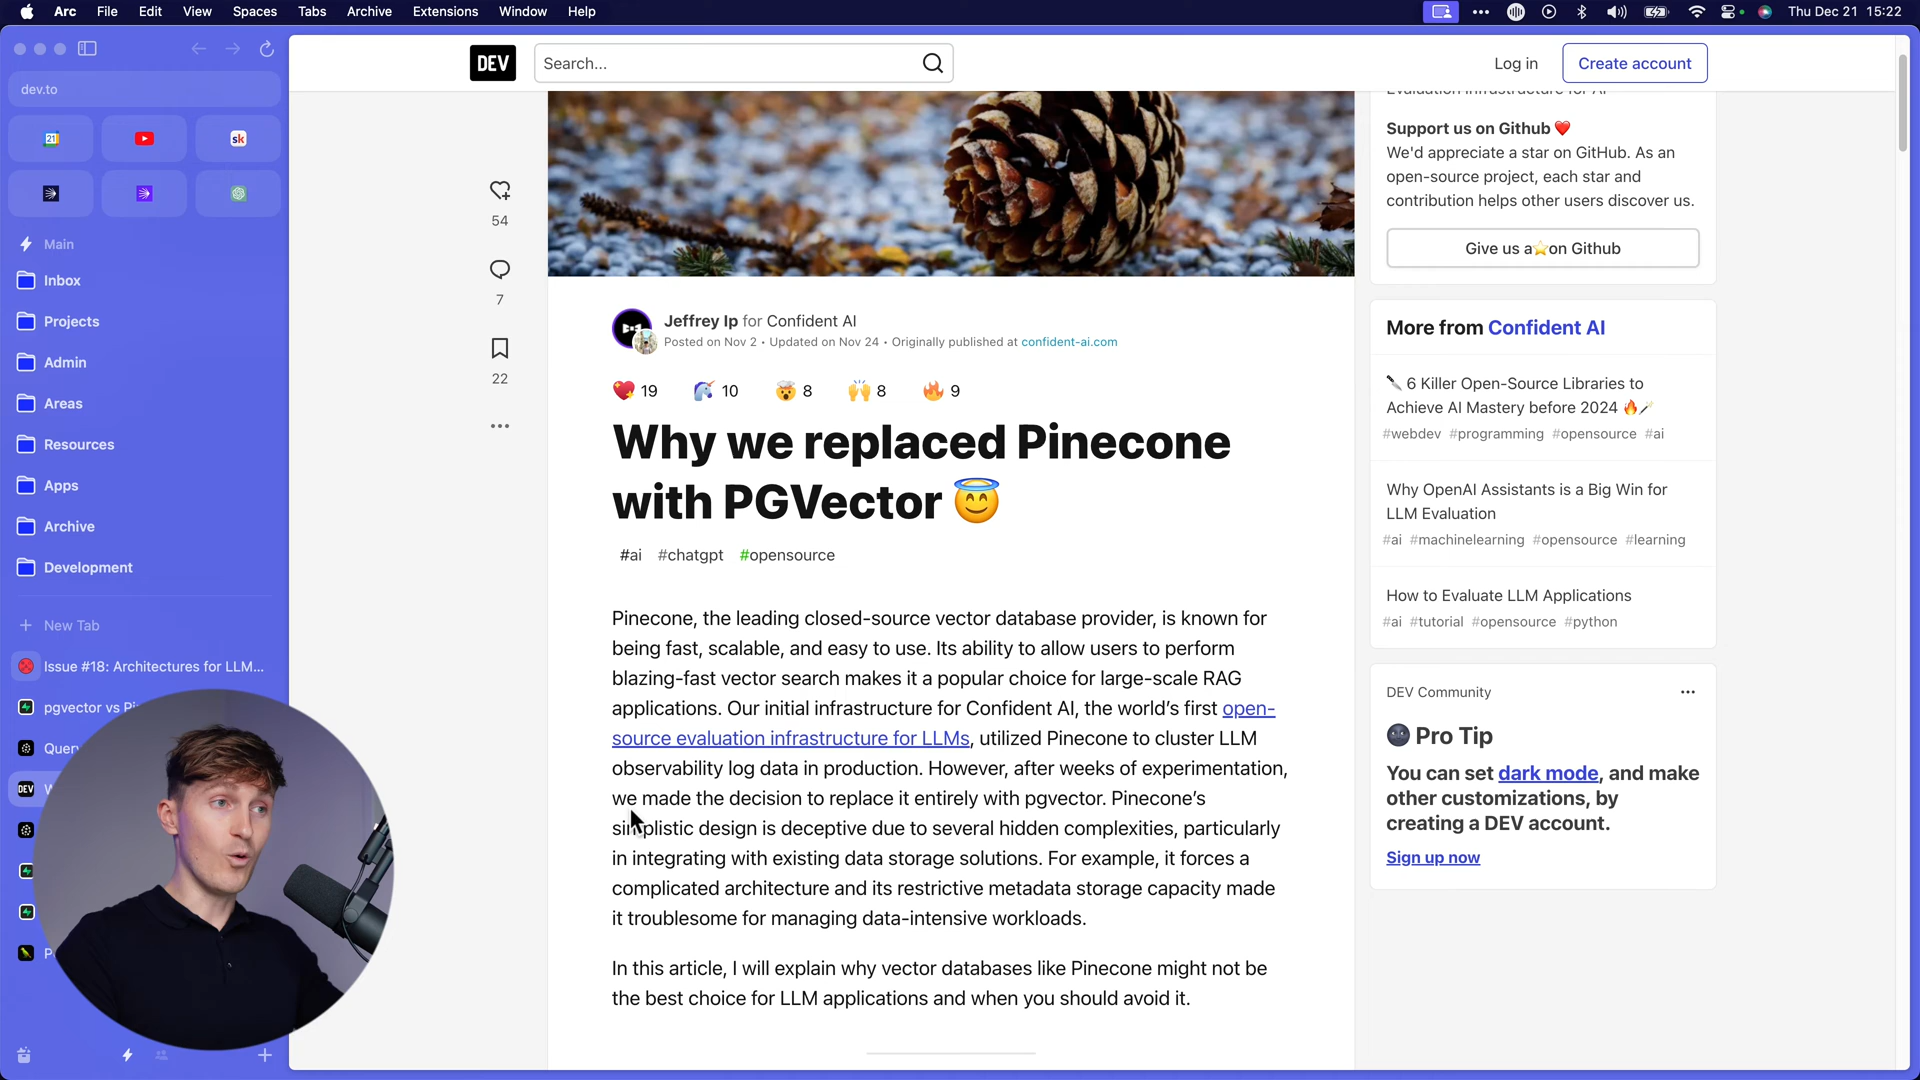 Arc File Edit View Spaces Tabs Archive Extensions Window Help
Thu Dec 21 15:22
dev.to
21
sk
Main
Inbox
Projects
Admin
Areas
Resources
Apps
Archive
Development
New Tab
Issue #18: Architectures for LLM...
pgvector vs
DEV
DEV
Search...
Log in
Create account
54
7
22
Jeffrey Ip for Confident AI
Posted on Nov 2 • Updated on Nov 24 • Originally published at confident-ai.com
19 10 8 8 9
Why we replaced Pinecone
with PGVector 😇
#ai #chatgpt #opensource
Pinecone, the leading closed-source vector database provider, is known for
being fast, scalable, and easy to use. Its ability to allow users to perform
blazing-fast vector search makes it a popular choice for large-scale RAG
applications. Our initial infrastructure for Confident AI, the world's first open-
source evaluation infrastructure for LLMs, utilized Pinecone to cluster LLM
observability log data in production. However, after weeks of experimentation,
we made the decision to replace it entirely with pgvector. Pinecone's
simplistic design is deceptive due to several hidden complexities, particularly
in integrating with existing data storage solutions. For example, it forces a
complicated architecture and its restrictive metadata storage capacity made
it troublesome for managing data-intensive workloads.
In this article, I will explain why vector databases like Pinecone might not be
the best choice for LLM applications and when you should avoid it.
Support us on Github ❤️
We'd appreciate a star on GitHub. As an
open-source project, each star and
contribution helps other users discover us.
Give us a⭐on Github
More from Confident AI
🔪 6 Killer Open-Source Libraries to
Achieve AI Mastery before 2024 🔥🪄
#webdev #programming #opensource #ai
Why OpenAI Assistants is a Big Win for
LLM Evaluation
#ai #machinelearning #opensource #learning
How to Evaluate LLM Applications
#ai #tutorial #opensource #python
DEV Community
🌚 Pro Tip
You can set dark mode, and make
other customizations, by
creating a DEV account.
Sign up now